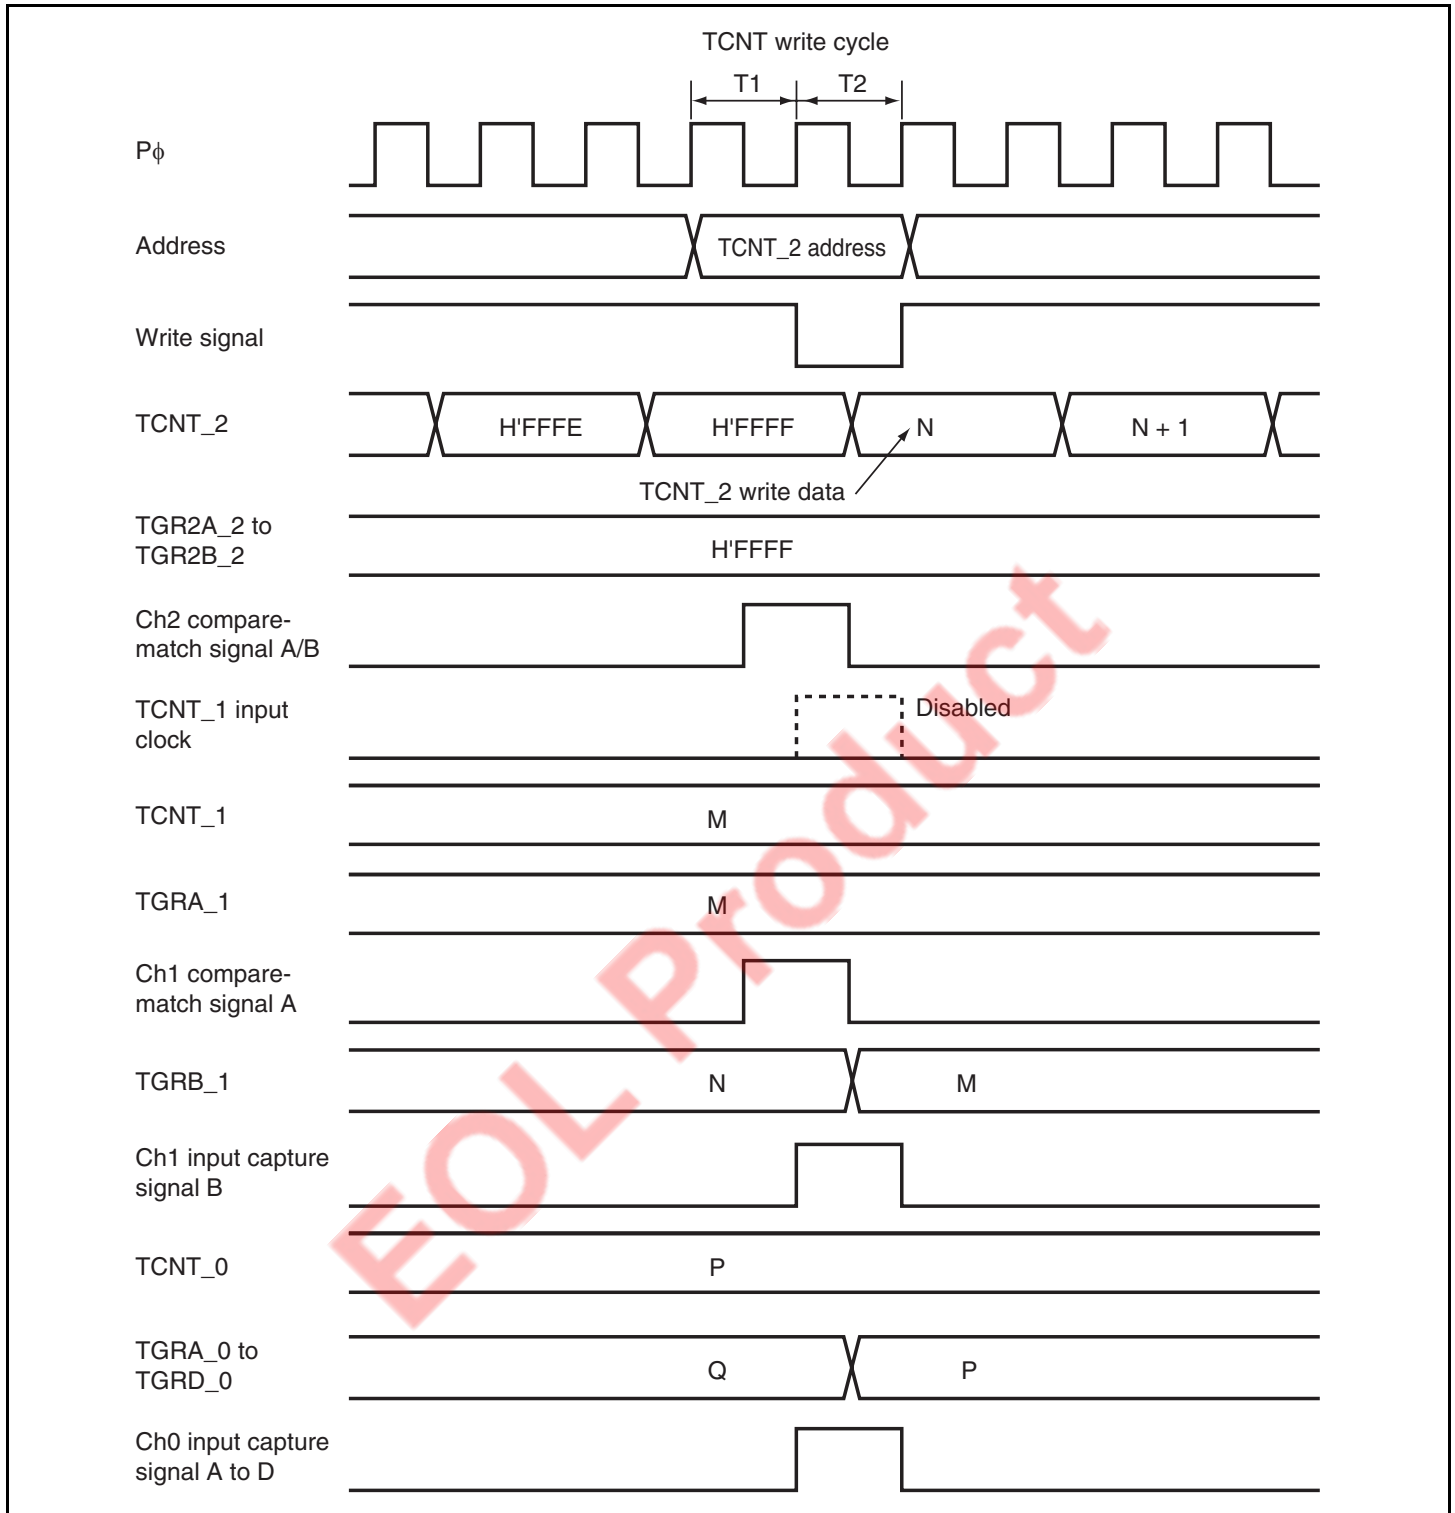 TCNT write cycle
T1 T2
Pϕ
Address
TCNT_2 address
Write signal
TCNT_2
H'FFFE H'FFFF N N + 1
TCNT_2 write data
TGR2A_2 to
TGR2B_2
H'FFFF
Ch2 compare-
match signal A/B
TCNT_1 input
clock
Disabled
TCNT_1
M
TGRA_1
M
Ch1 compare-
match signal A
TGRB_1
N M
Ch1 input capture
signal B
TCNT_0
P
TGRA_0 to
TGRD_0
Q P
Ch0 input capture
signal A to D
EOL Product